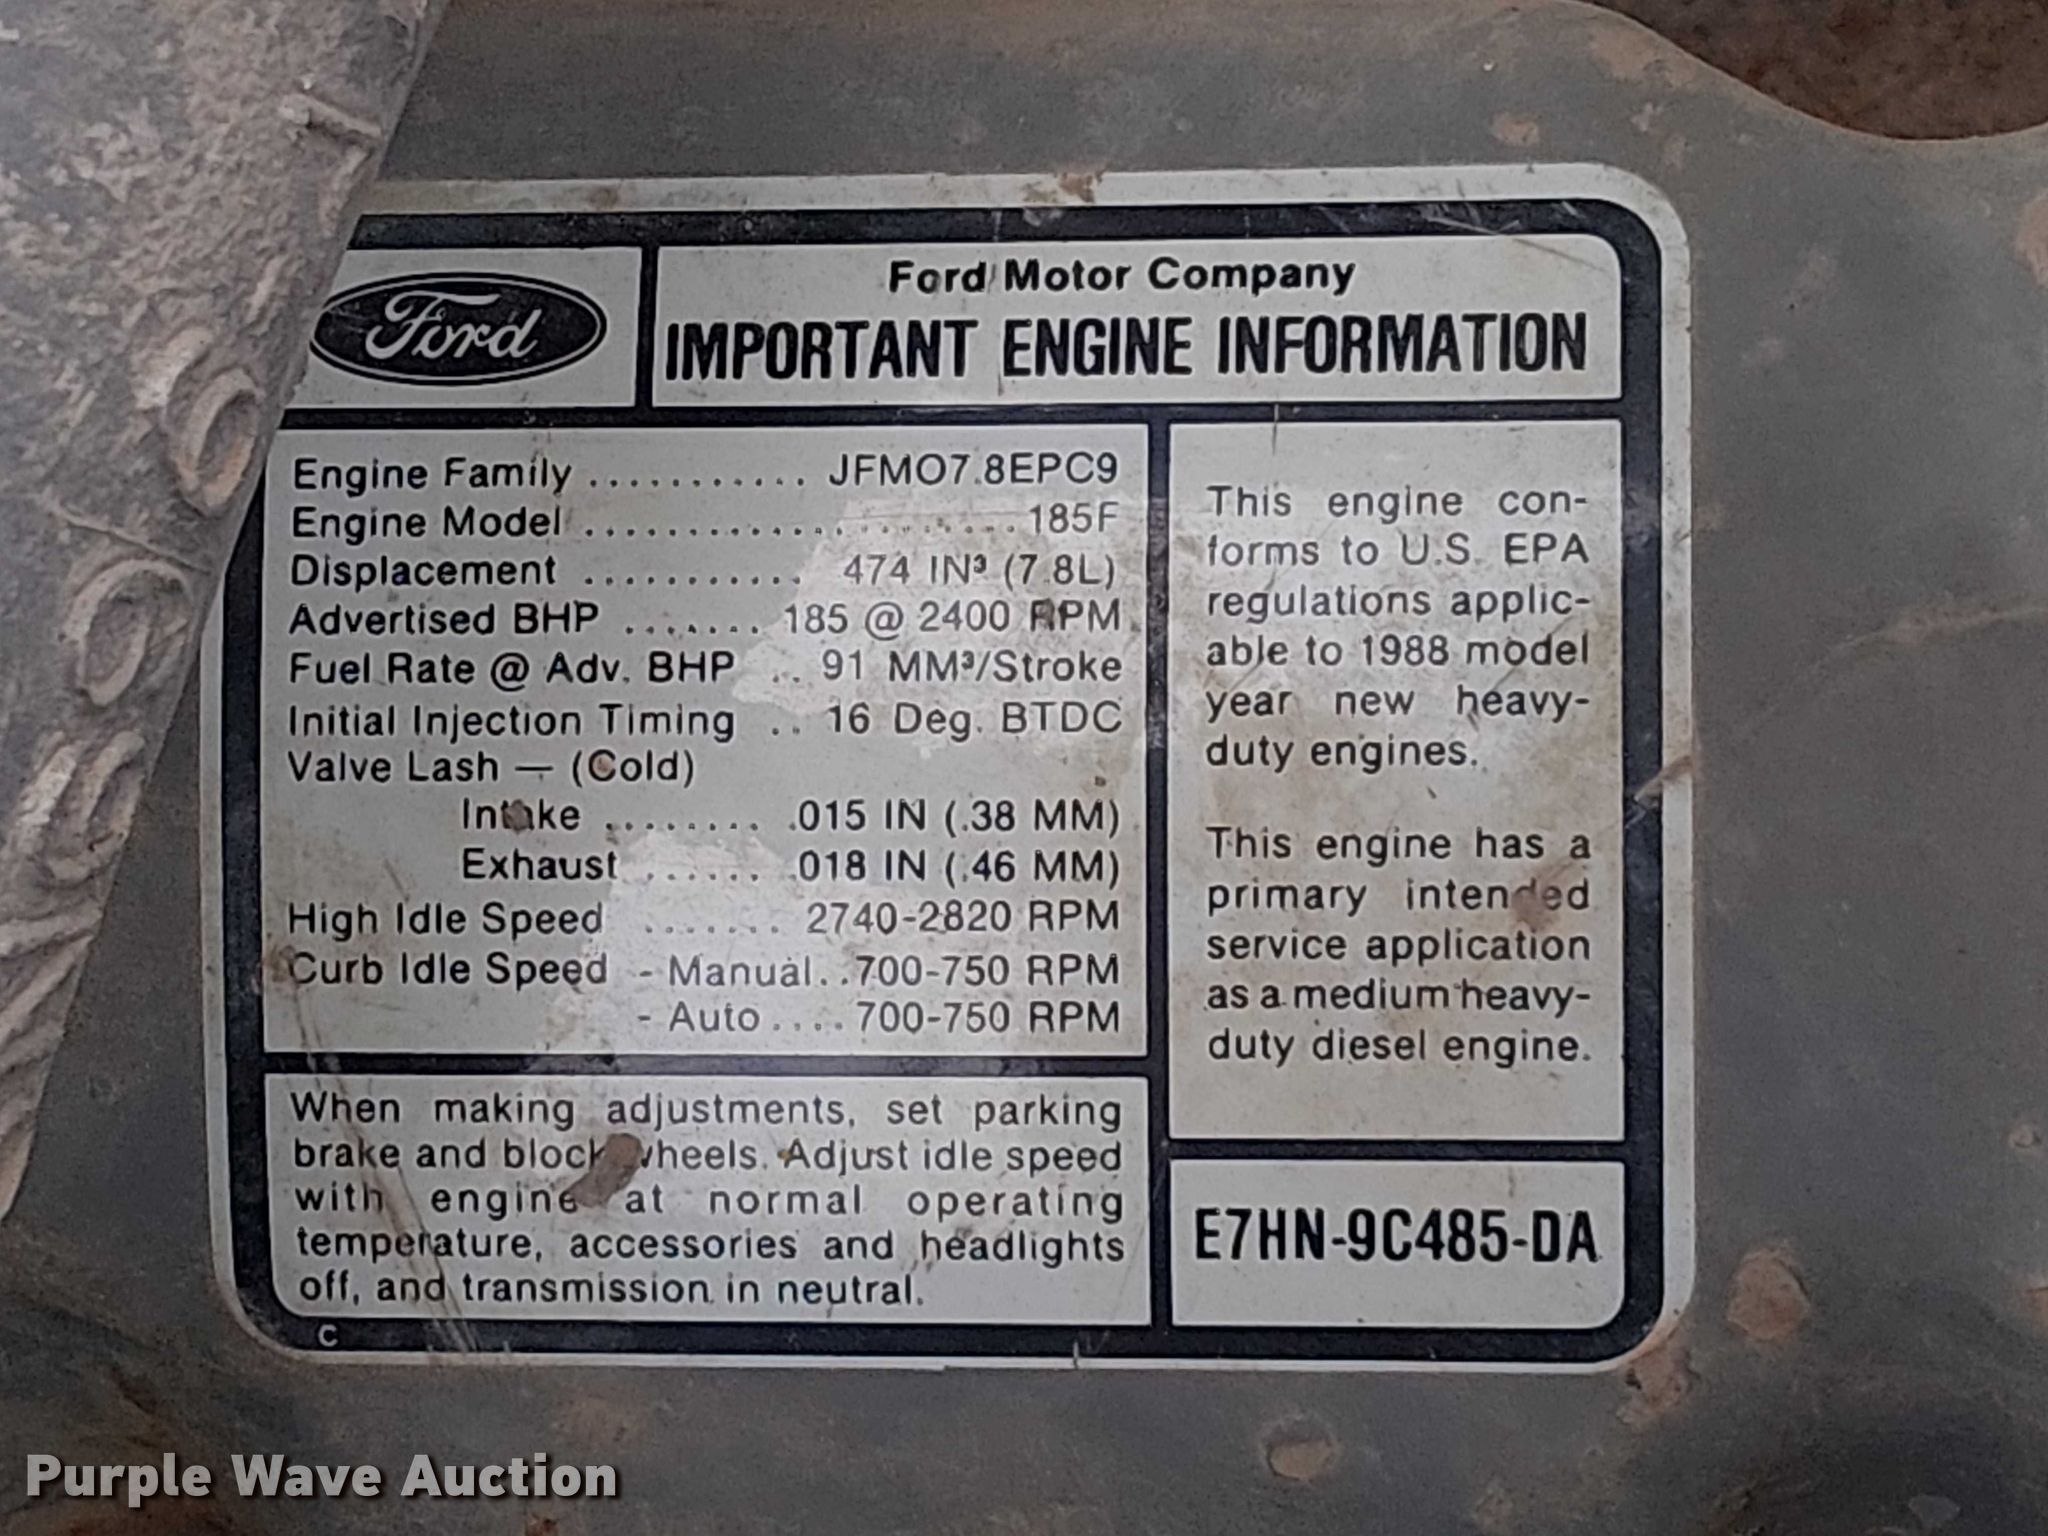 Ford
Ford Motor Company
IMPORTANT ENGINE INFORMATION
Engine Family ........... JFMO7.8EPC9
Engine Model ...................... 185F
Displacement ........... 474 IN³ (7.8L)
Advertised BHP ....... 185 @ 2400 RPM
Fuel Rate @ Adv. BHP .. 91 MM³/Stroke
Initial Injection Timing .. 16 Deg. BTDC
Valve Lash — (Cold)
Intake ........ .015 IN (.38 MM)
Exhaust ...... .018 IN (.46 MM)
High Idle Speed ....... 2740-2820 RPM
Curb Idle Speed - Manual..700-750 RPM
- Auto .... 700-750 RPM
When making adjustments, set parking
brake and block wheels. Adjust idle speed
with engine at normal operating
temperature, accessories and headlights
off, and transmission in neutral.
C
This engine con-
forms to U.S. EPA
regulations applic-
able to 1988 model
year new heavy-
duty engines.
This engine has a
primary intended
service application
as a medium heavy-
duty diesel engine.
E7HN-9C485-DA
Purple Wave Auction